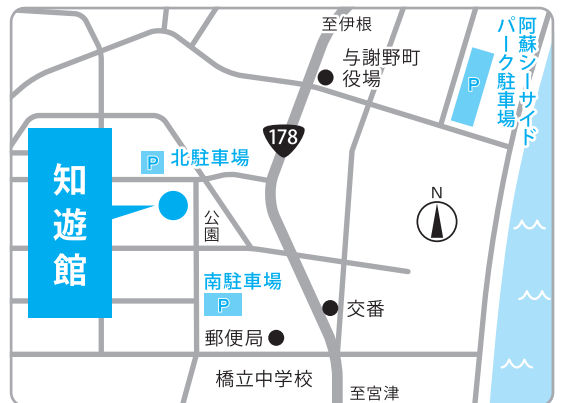 至伊根
与謝野町
役場
阿蘇シーサイド
パーク駐車場
P
178
P 北駐車場
知遊館
公園
N
南駐車場
P
交番
郵便局
橋立中学校
至宮津